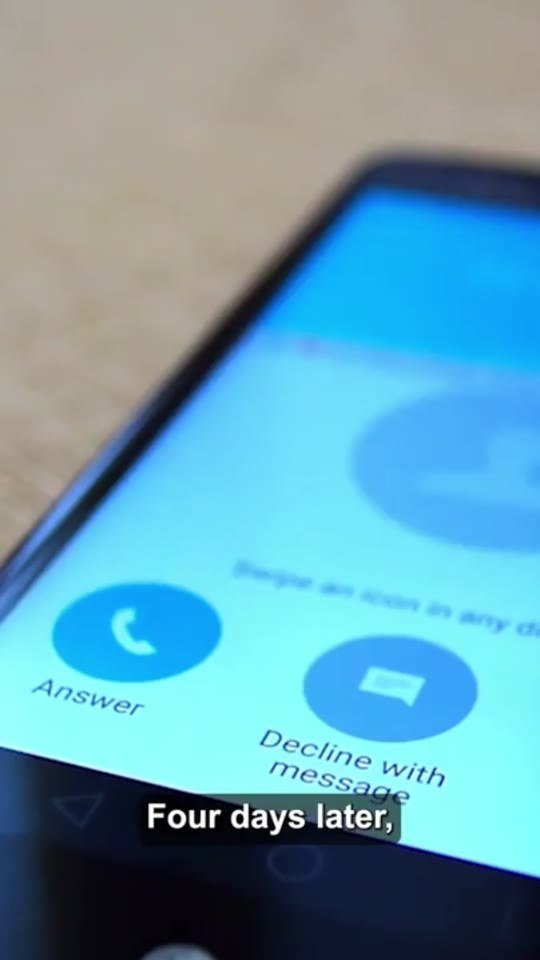 Swipe an icon in any
Answer
Decline with
message
Four days later,